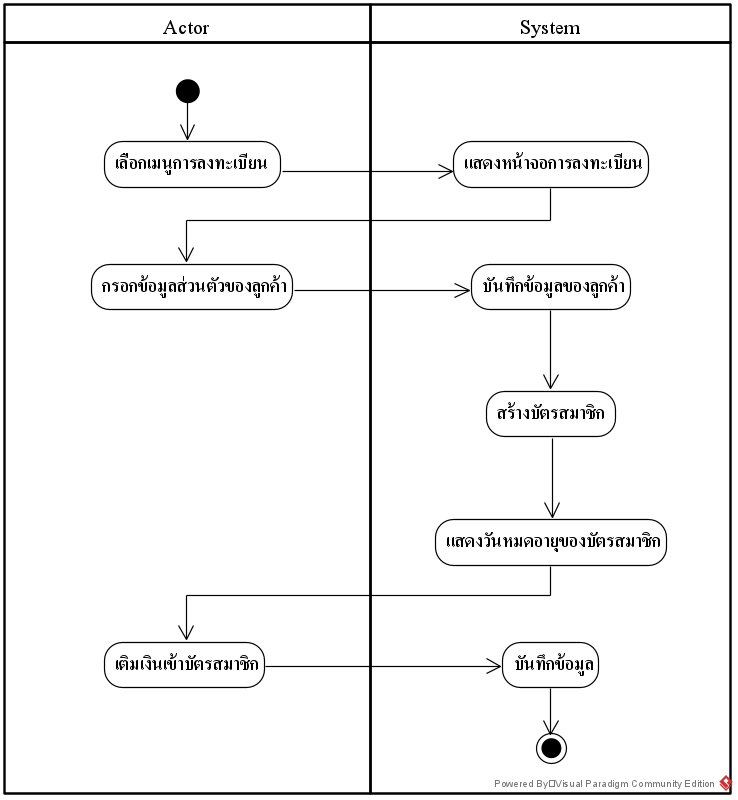 Actor
System
เลือกเมนูการลงทะเบียน
แสดงหน้าจอการลงทะเบียน
กรอกข้อมูลส่วนตัวของลูกค้า
บันทึกข้อมูลของลูกค้า
สร้างบัตรสมาชิก
แสดงวันหมดอายุของบัตรสมาชิก
เติมเงินเข้าบัตรสมาชิก
บันทึกข้อมูล
Powered By Visual Paradigm Community Edition